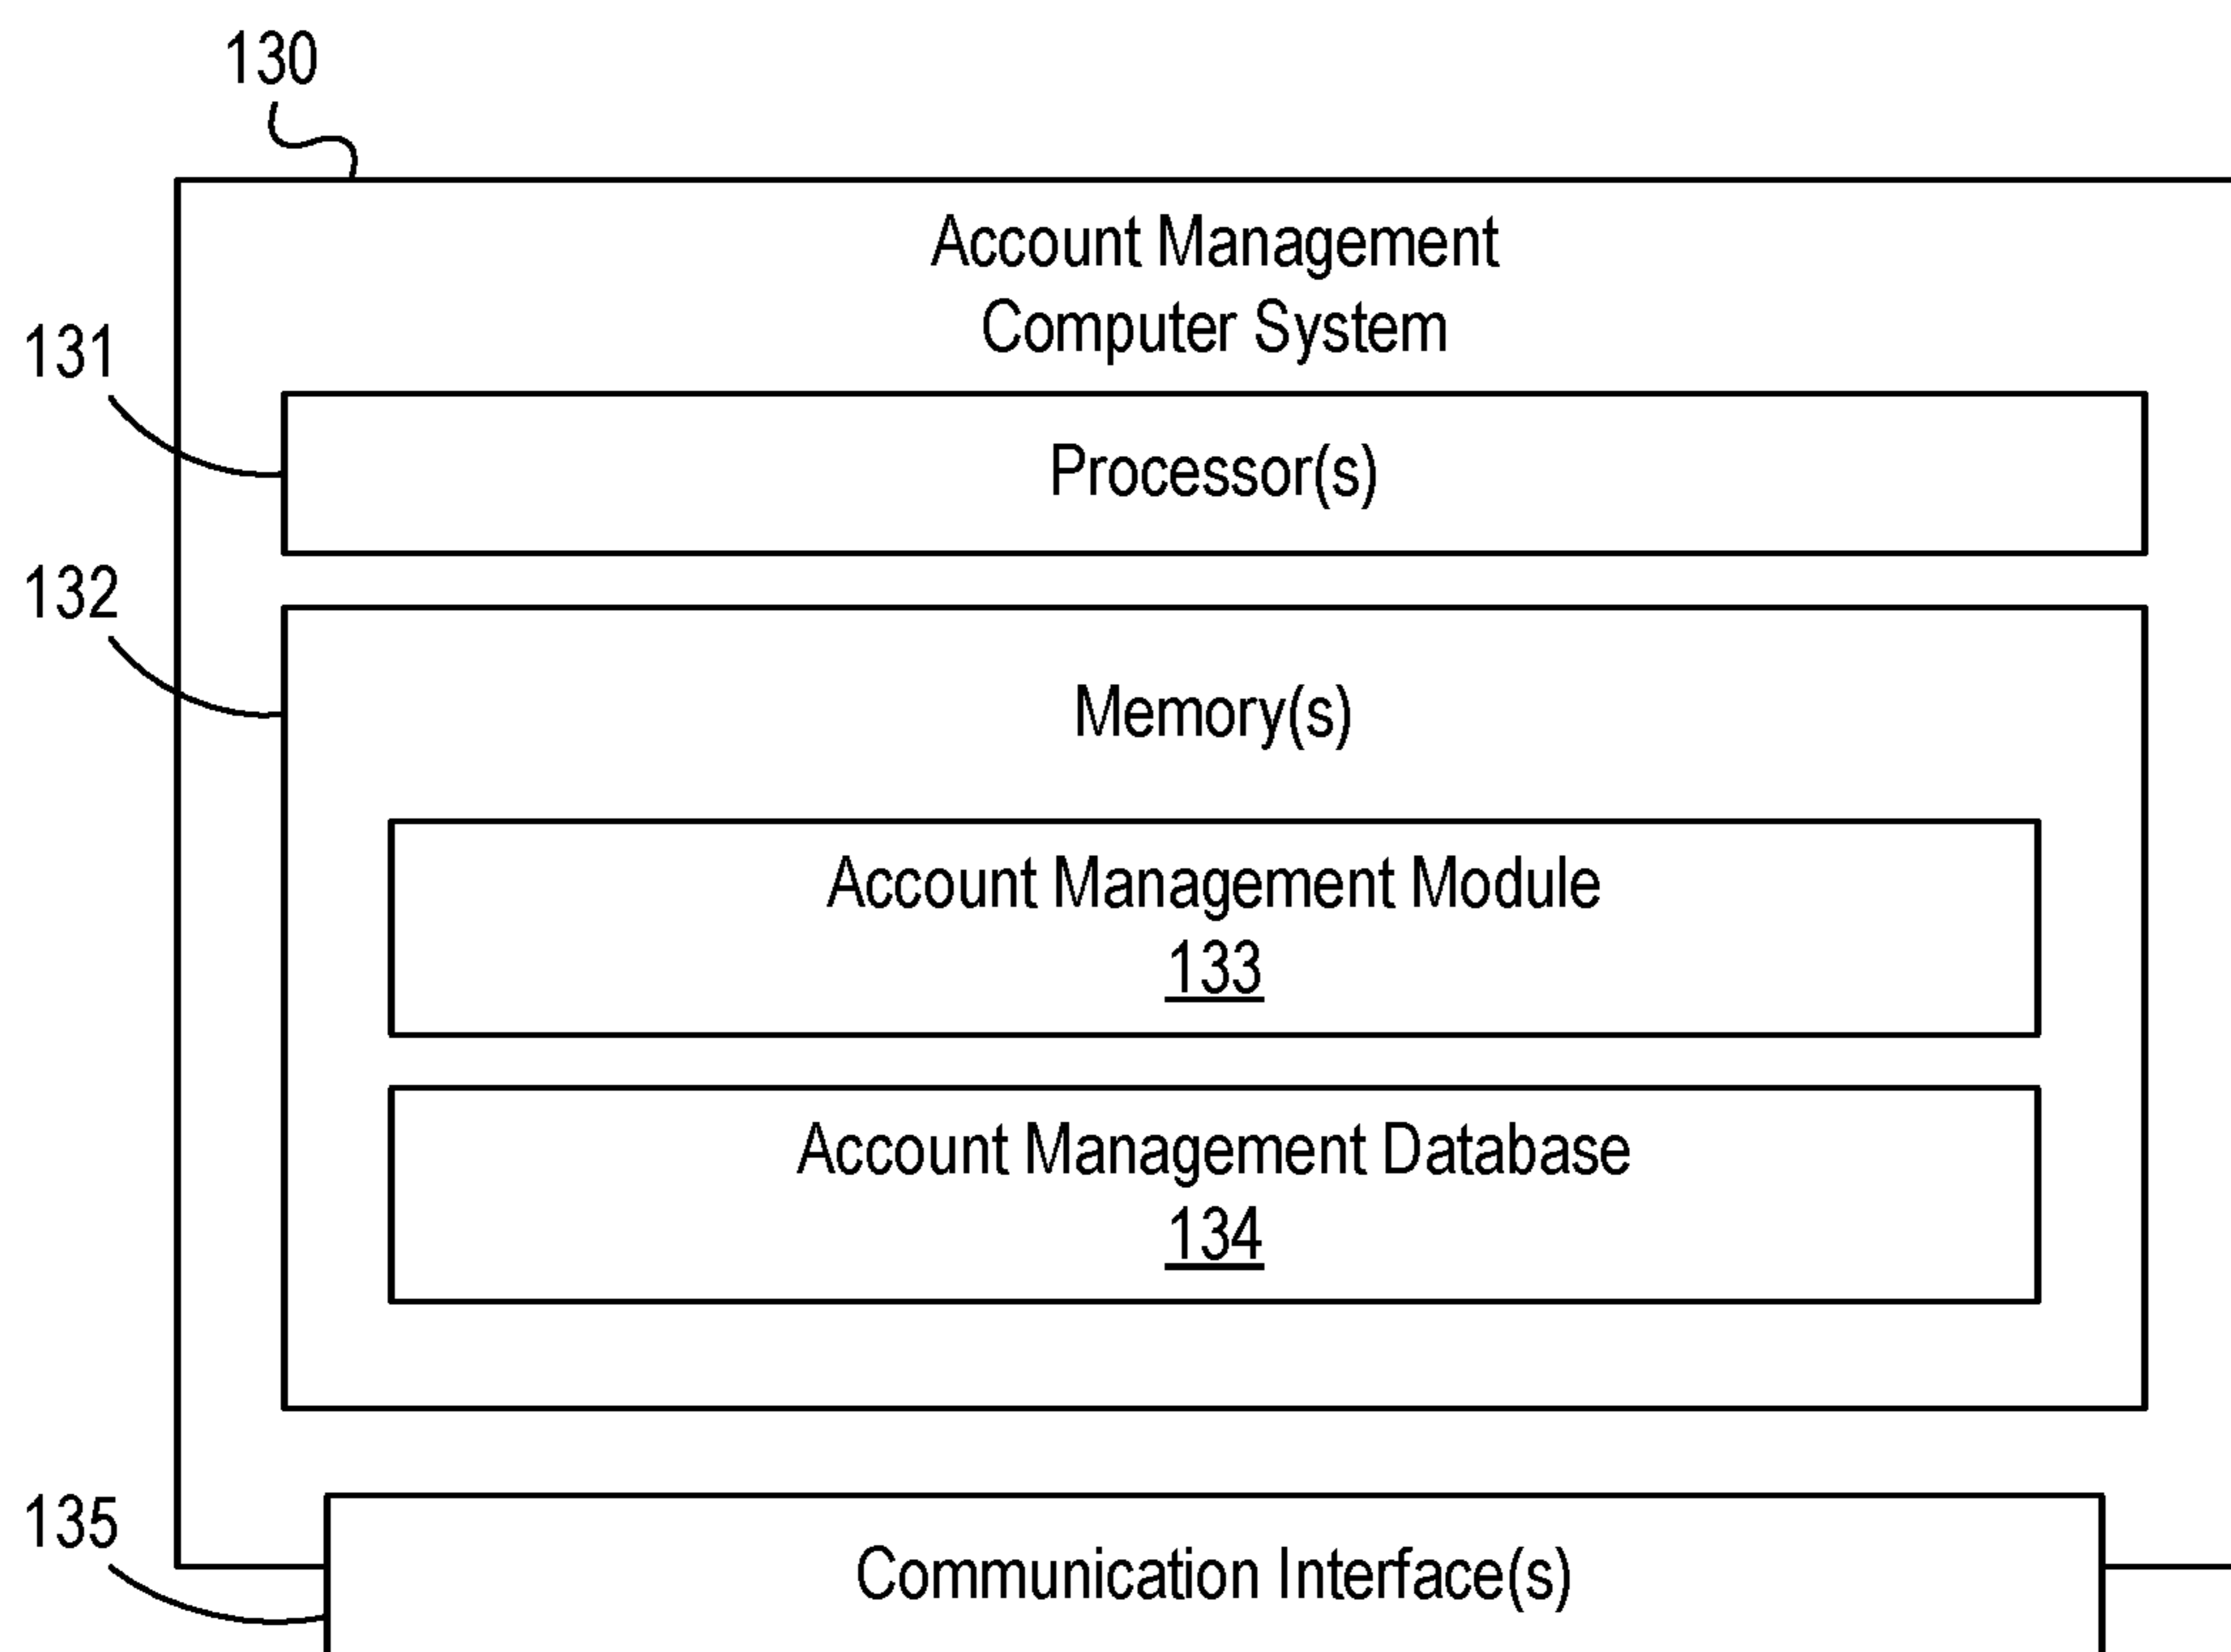 130
Account Management
Computer System
131
Processor(s)
132
Memory(s)
Account Management Module
133
Account Management Database
134
135
Communication Interface(s)